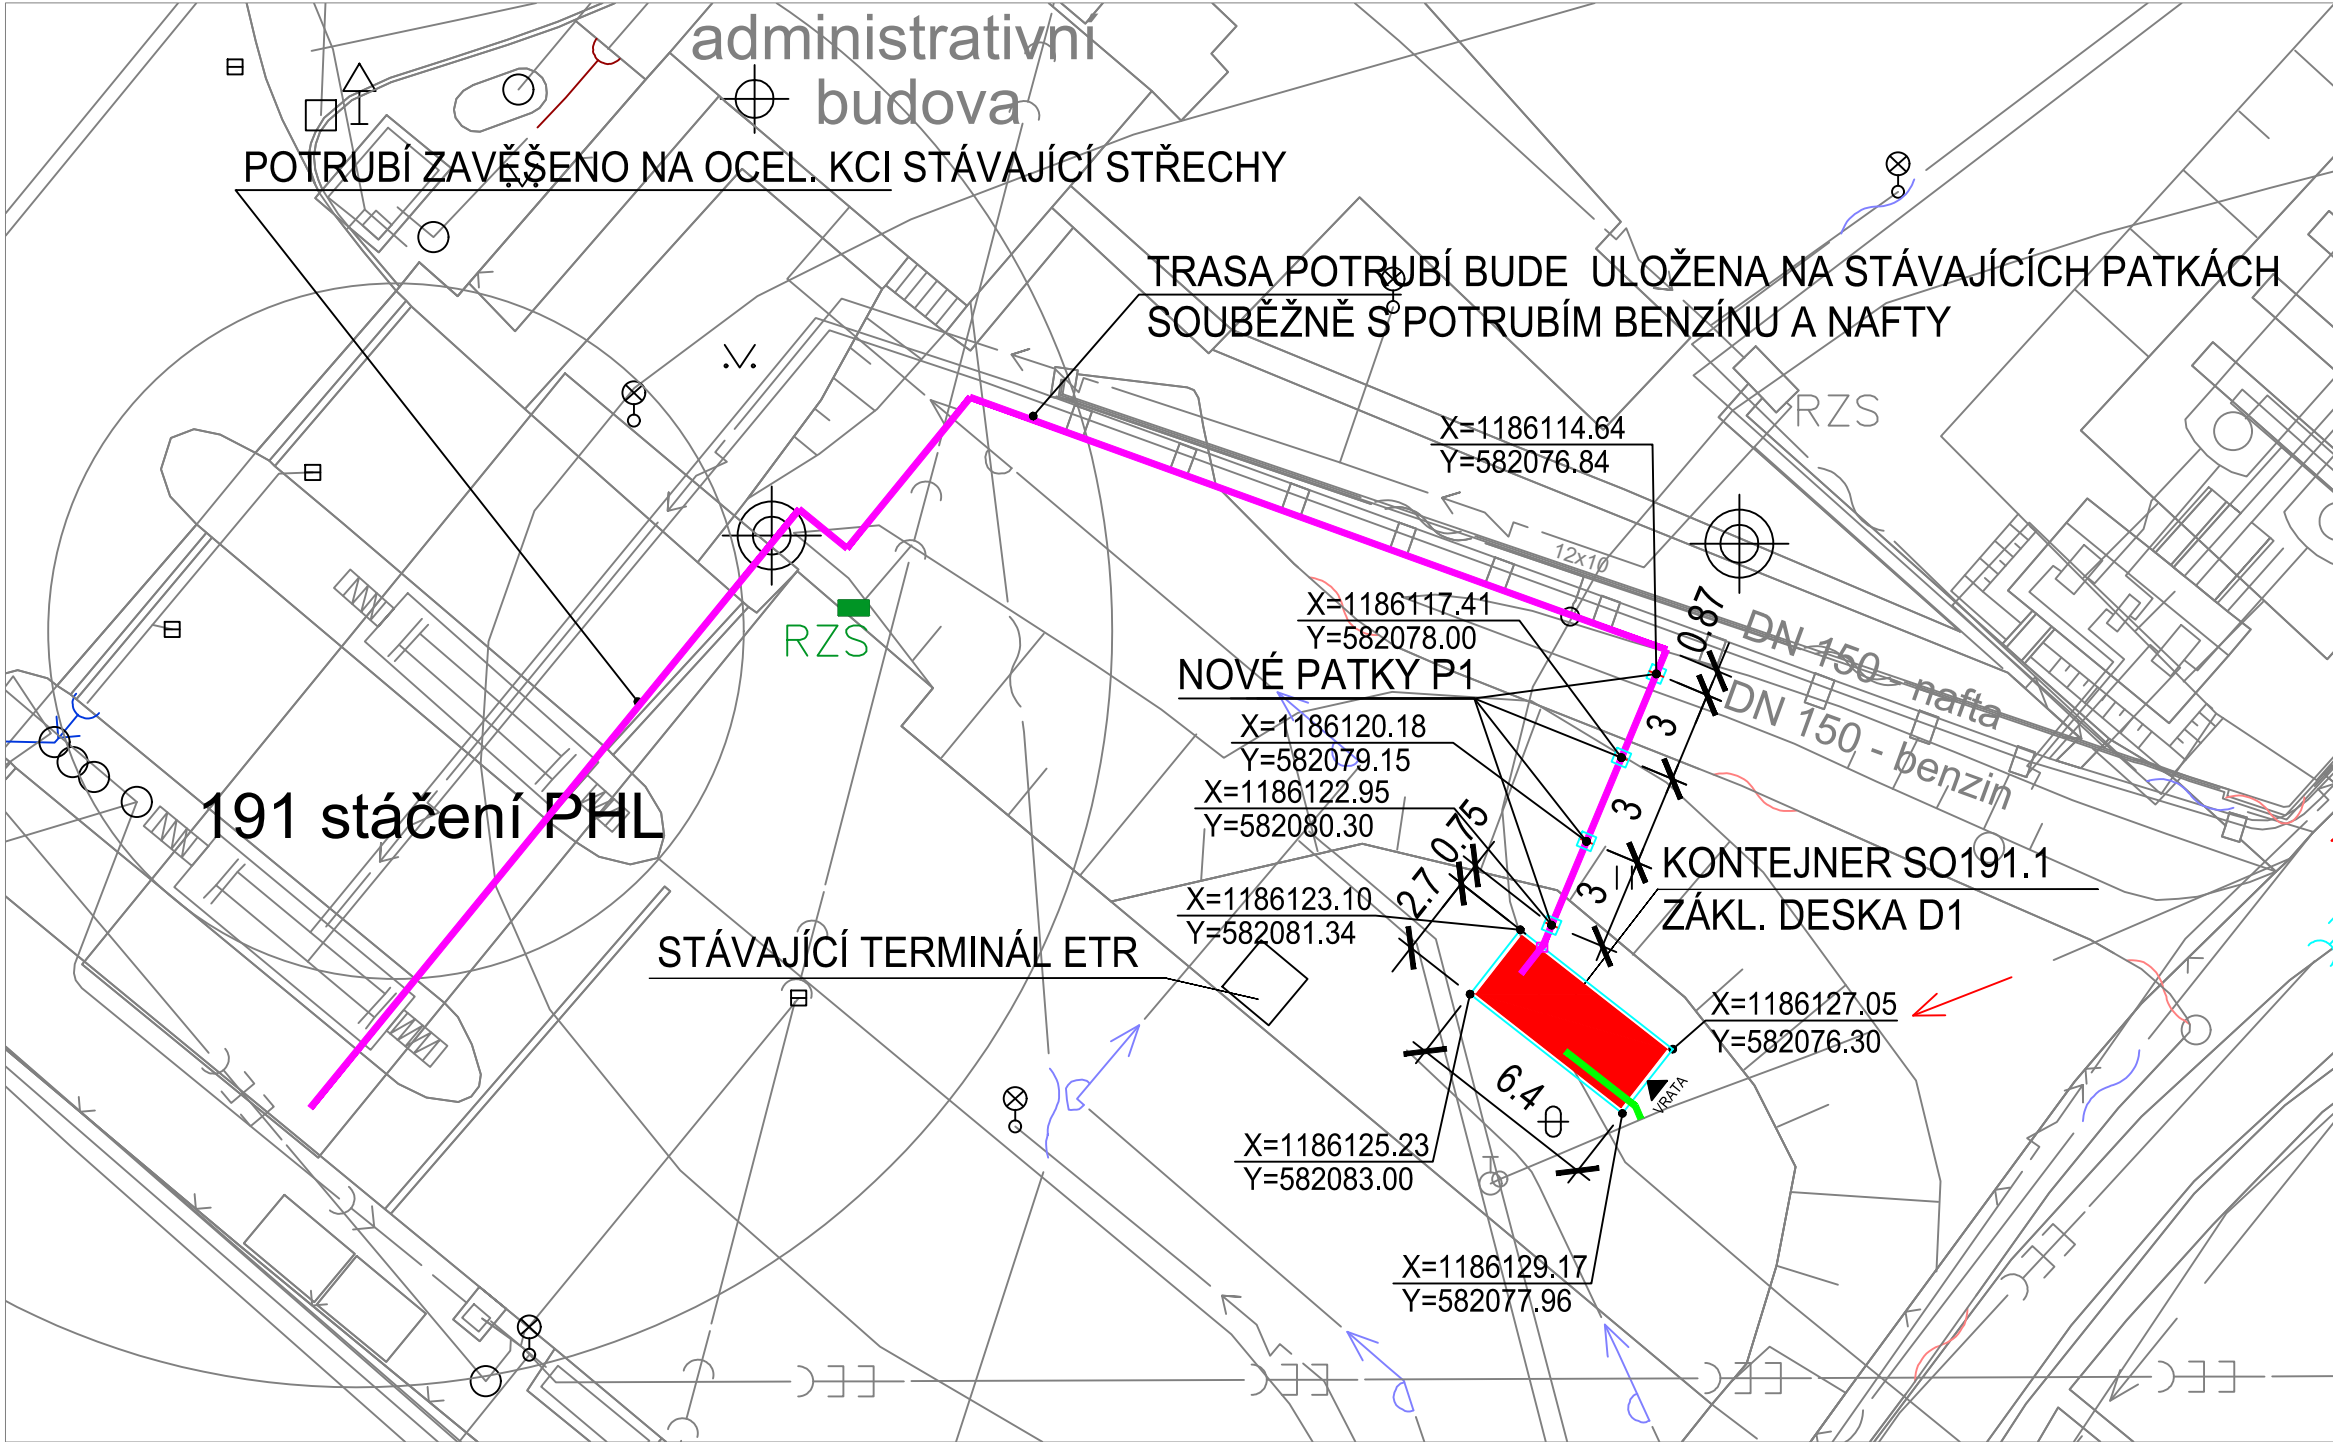 administrativní
budova
POTRUBÍ ZAVĚŠENO NA OCEL. KCI STÁVAJÍCÍ STŘECHY
TRASA POTRUBÍ BUDE ULOŽENA NA STÁVAJÍCÍCH PATKÁCH
SOUBĚŽNĚ S POTRUBÍM BENZÍNU A NAFTY
RZS
X=1186114.64
Y=582076.84
12x10
X=1186117.41
Y=582078.00
0.87
RZS
DN 150 - nafta
DN 150 - benzin
NOVÉ PATKY P1
3
X=1186120.18
Y=582079.15
X=1186122.95
Y=582080.30
3
0.75
191 stáčení PHL
KONTEJNER SO191.1
ZÁKL. DESKA D1
3
2.7
X=1186123.10
Y=582081.34
STÁVAJÍCÍ TERMINÁL ETR
X=1186127.05
Y=582076.30
VRATA
6.4
X=1186125.23
Y=582083.00
X=1186129.17
Y=582077.96